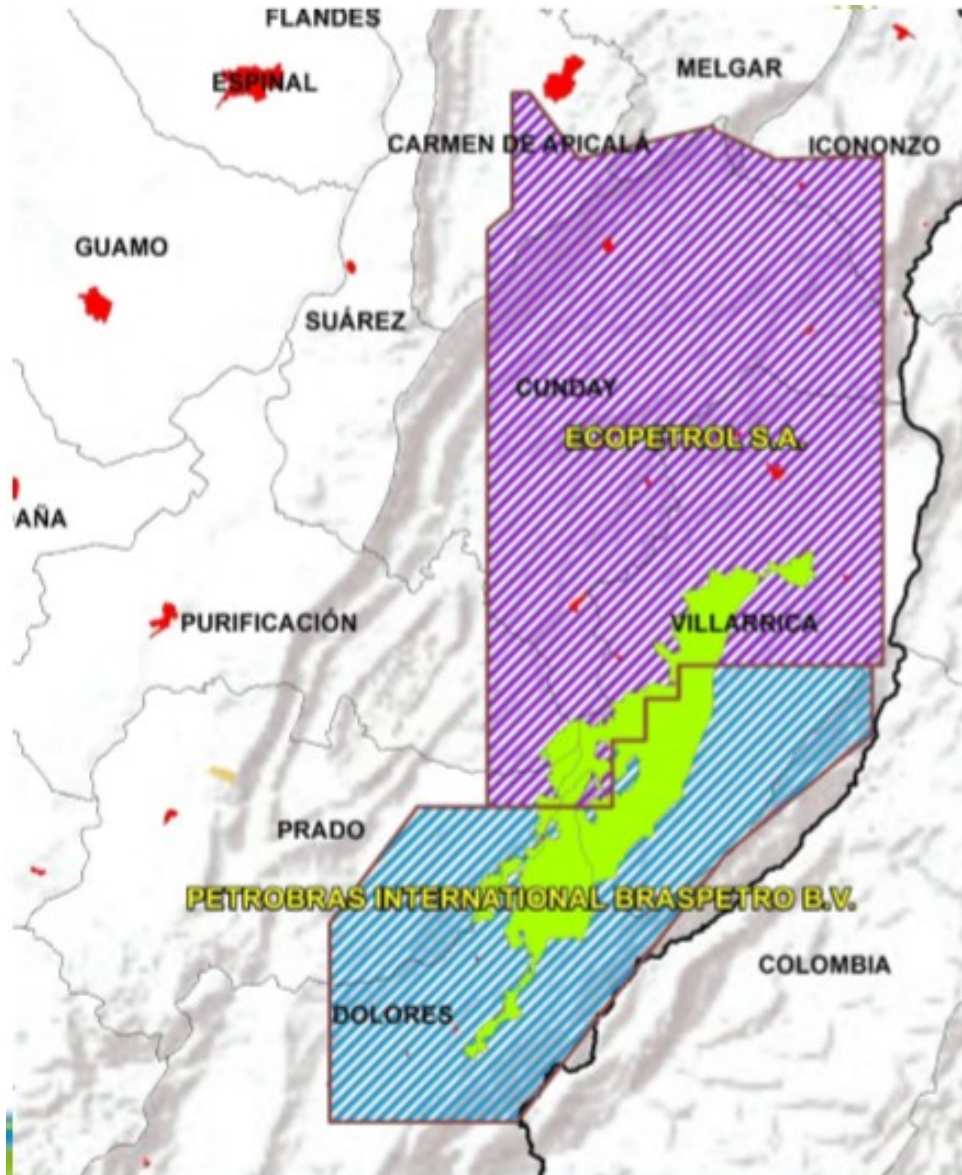 FLANDES
ESPINAL
MELGAR
CARMEN DE APICALÁ
ICONONZO
GUAMO
SUÁREZ
CUNDAY
ECOPETROL S.A.
AÑA
PURIFICACIÓN
VILLARRICA
PRADO
PETROBRAS INTERNATIONAL BRASPETRO B.V.
COLOMBIA
DOLORES